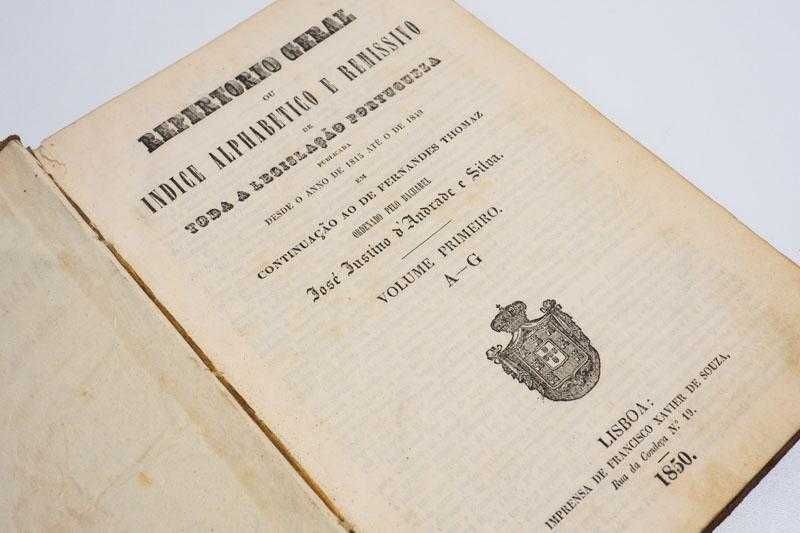 REPERTORIO GERAL
OU
INDICE ALPHABETICO E REMISSIVO
DE
TODA A LEGISLAÇÃO PORTUGUEZA
PUBLICADA
DESDE O ANNO DE 1815 ATÉ O DE 1849
EM
CONTINUAÇÃO AO DE FERNANDES THOMAZ
ORDENADO PELO BACHAREL
José Justino d'Andrade e Silva.
VOLUME PRIMEIRO.
A—G
LISBOA:
IMPRENSA DE FRANCISCO XAVIER DE SOUZA,
Rua da Condeça N.º 19.
1850.